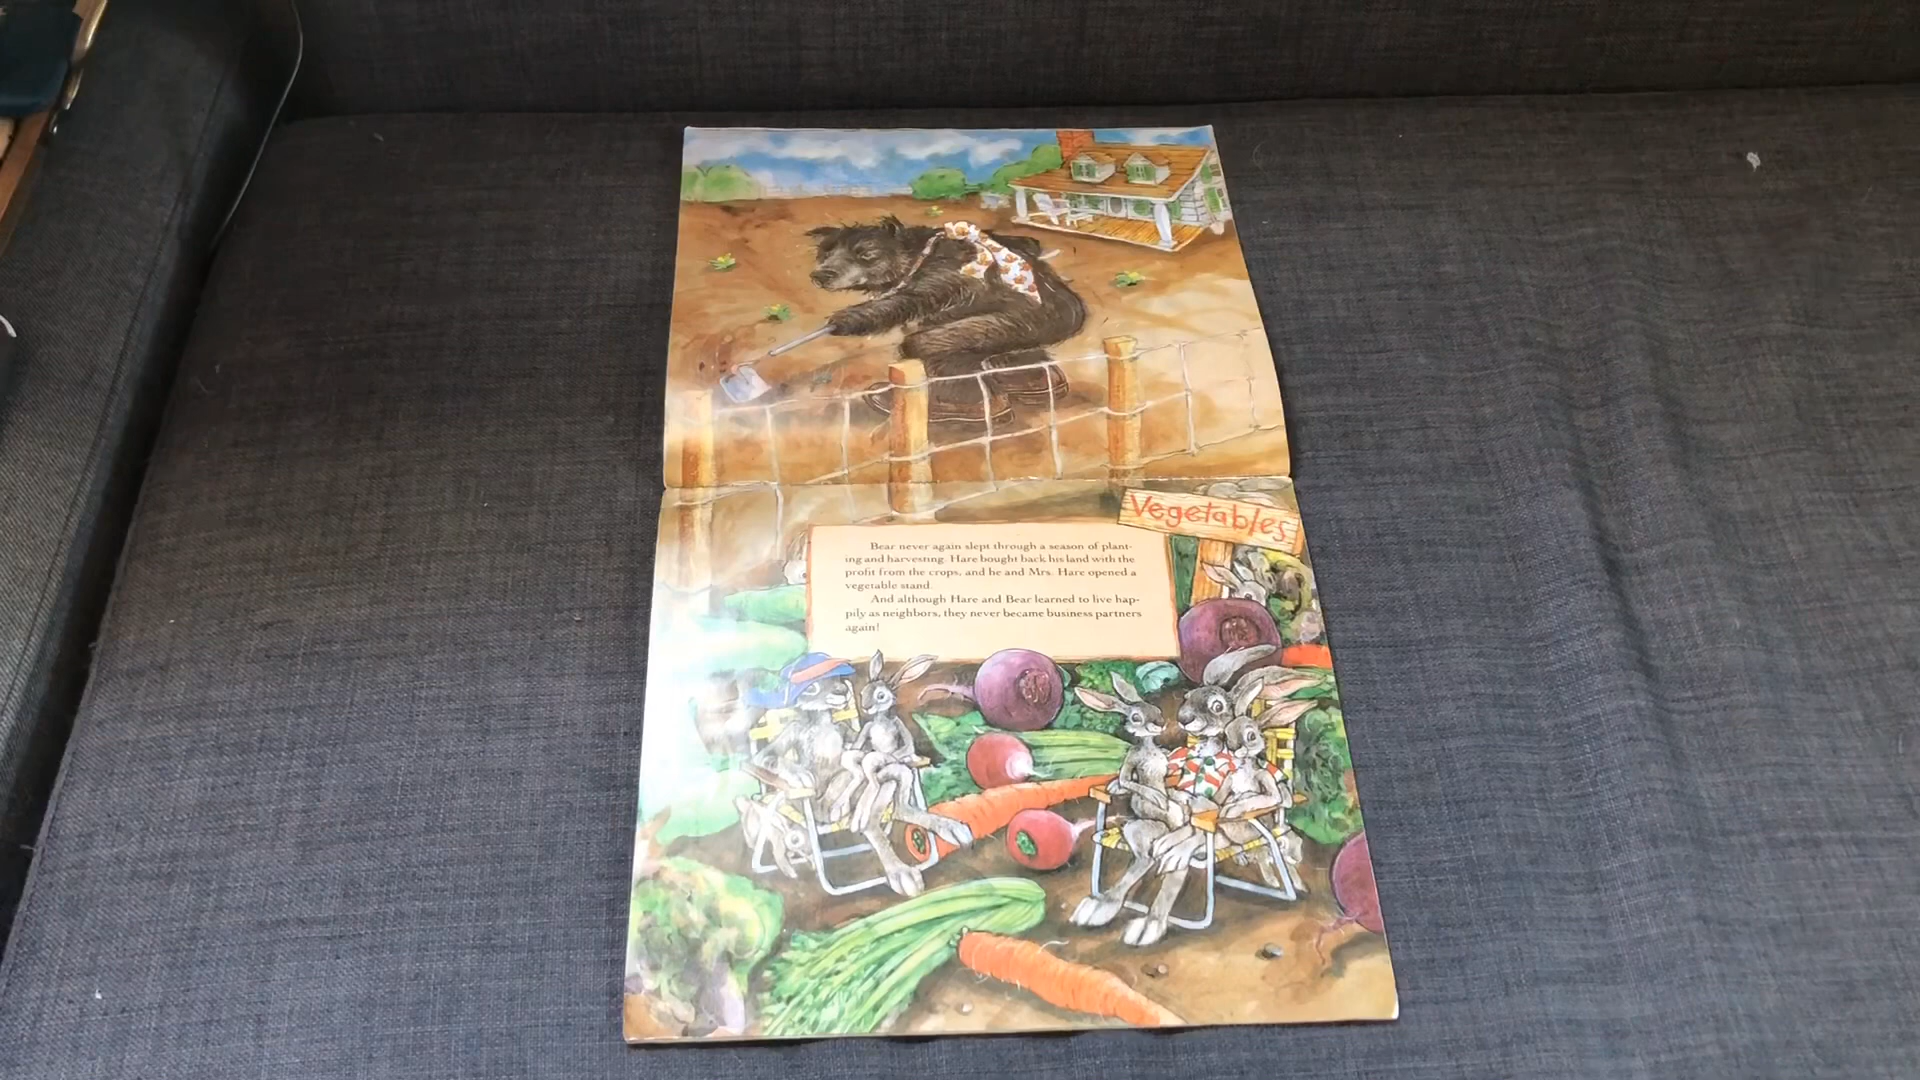 Vegetables
Bear never again slept through a season of plant-
ing and harvesting. Hare bought back his land with the
profit from the crops, and he and Mrs. Hare opened a
vegetable stand.
And although Hare and Bear learned to live hap-
pily as neighbors, they never became business partners
again!